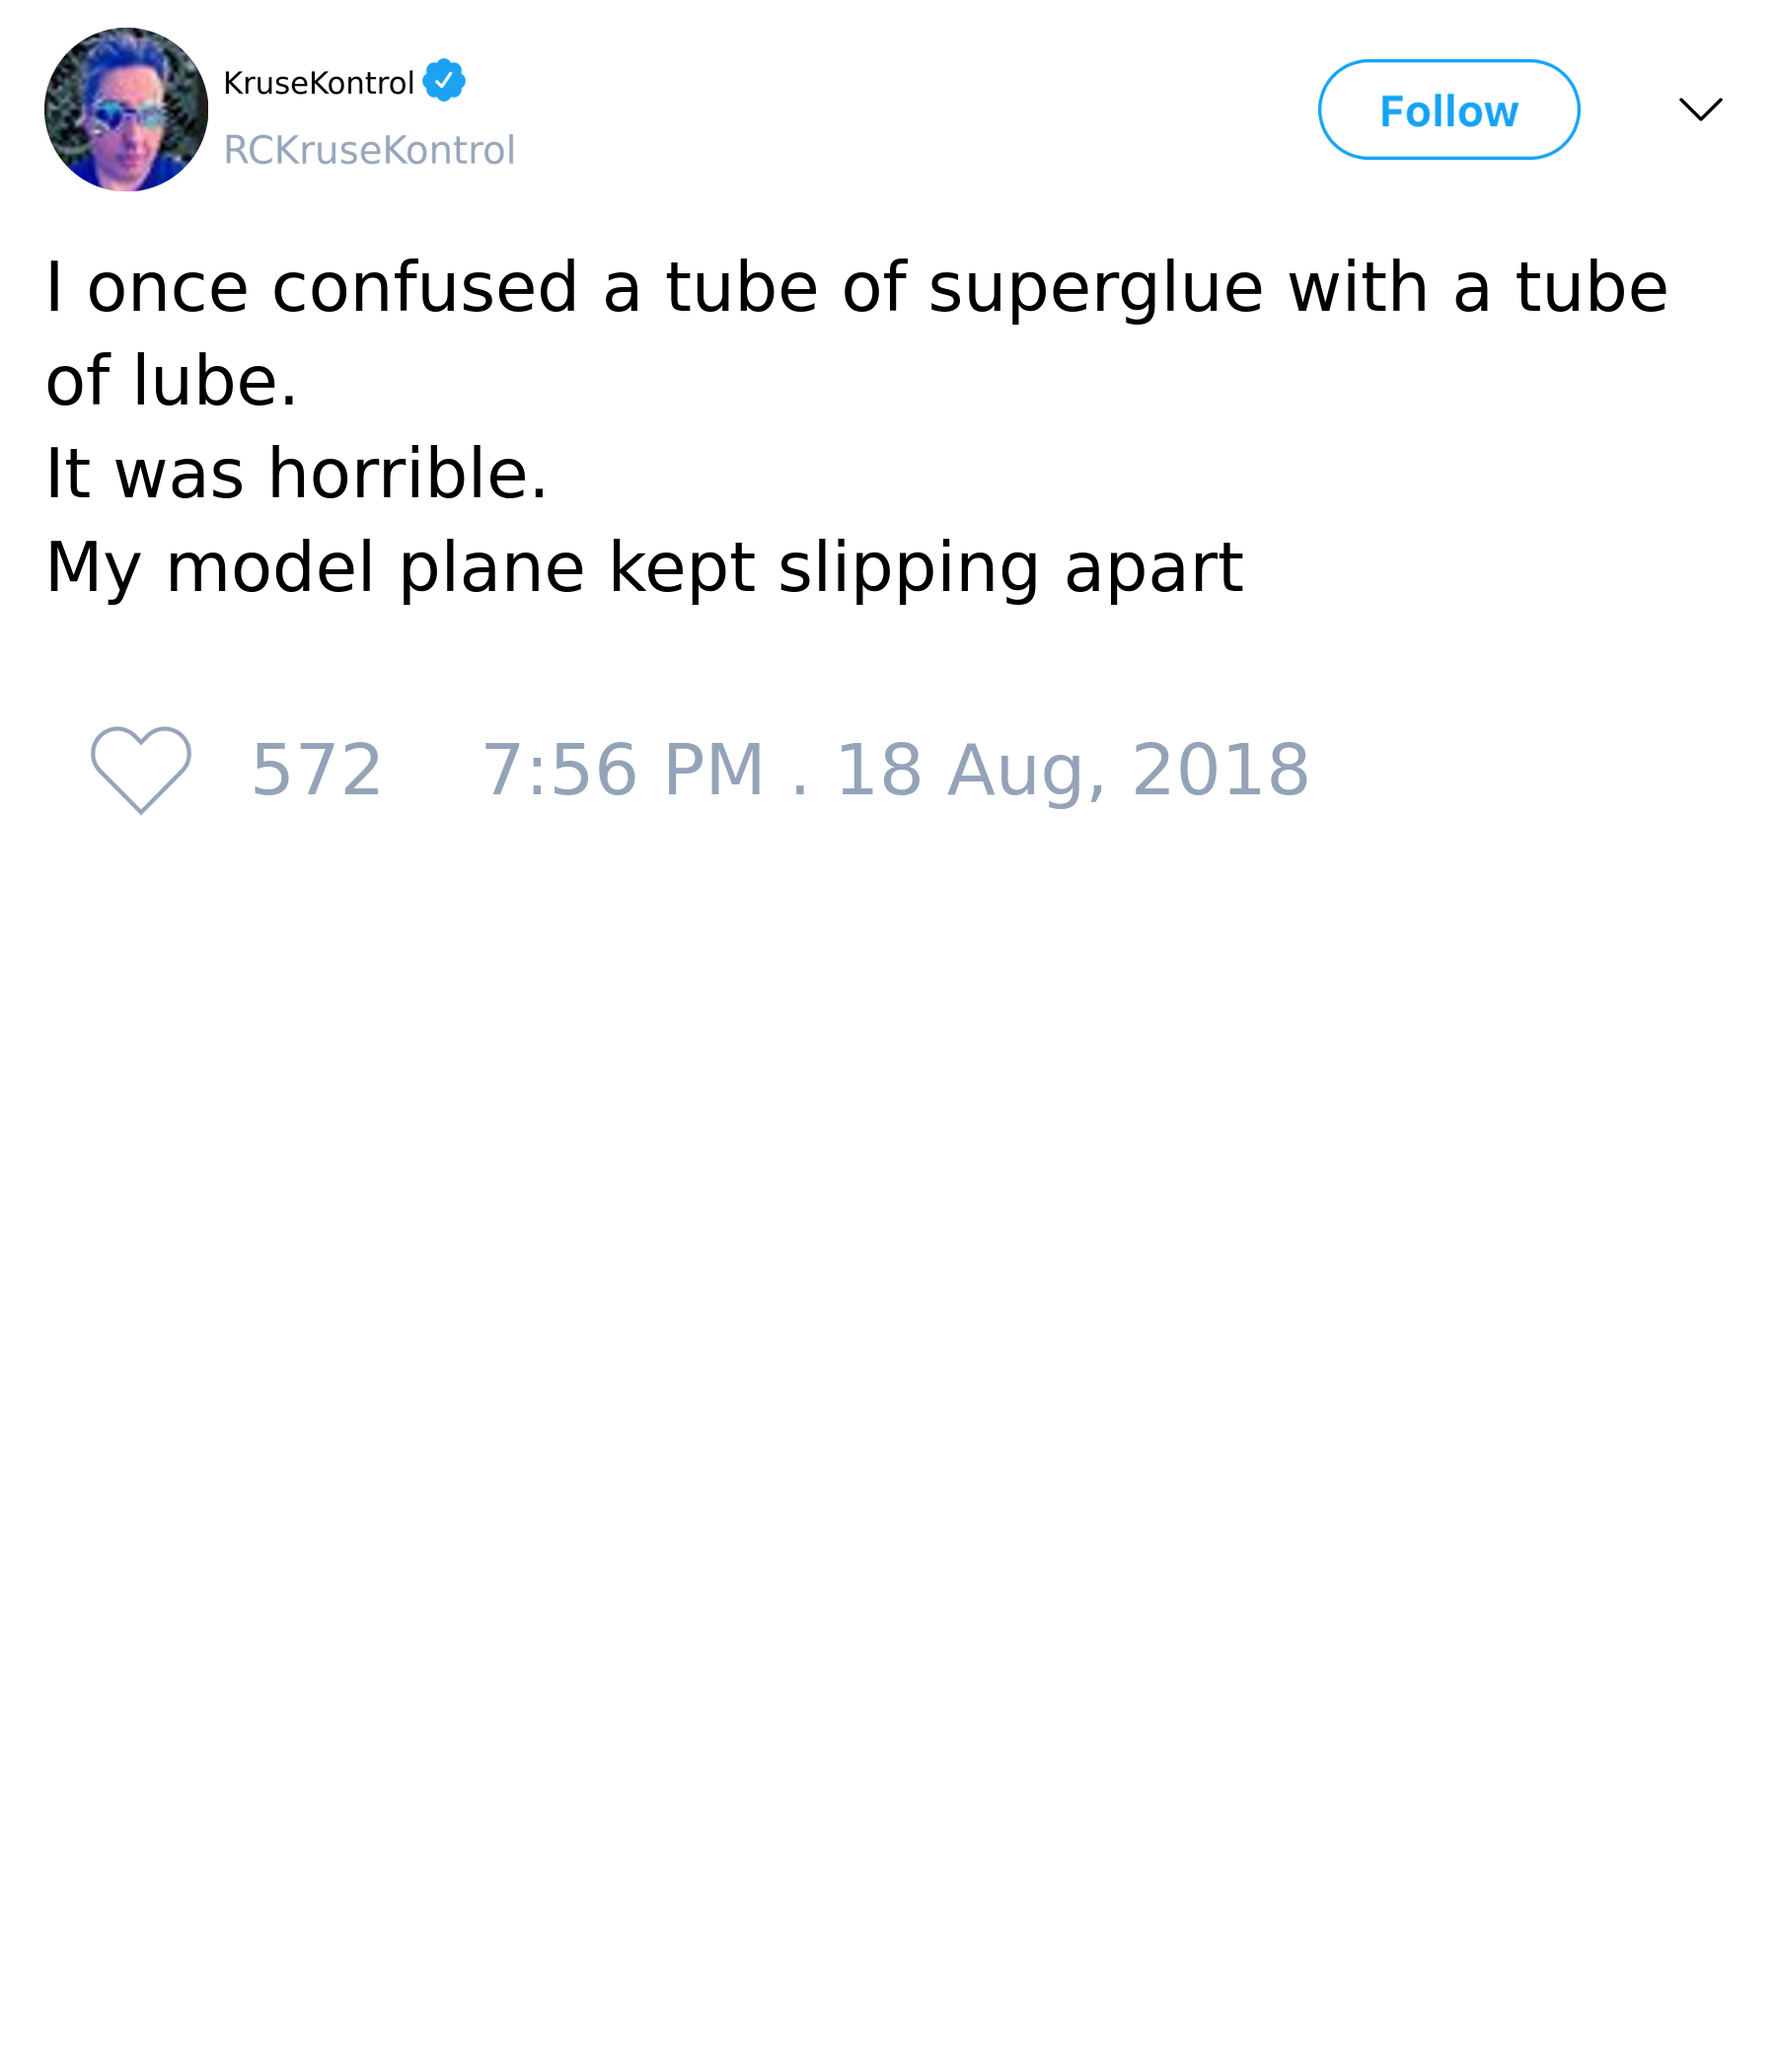 KruseKontrol
RCKruseKontrol
Follow
I once confused a tube of superglue with a tube
of lube.
It was horrible.
My model plane kept slipping apart
572 7:56 PM . 18 Aug, 2018